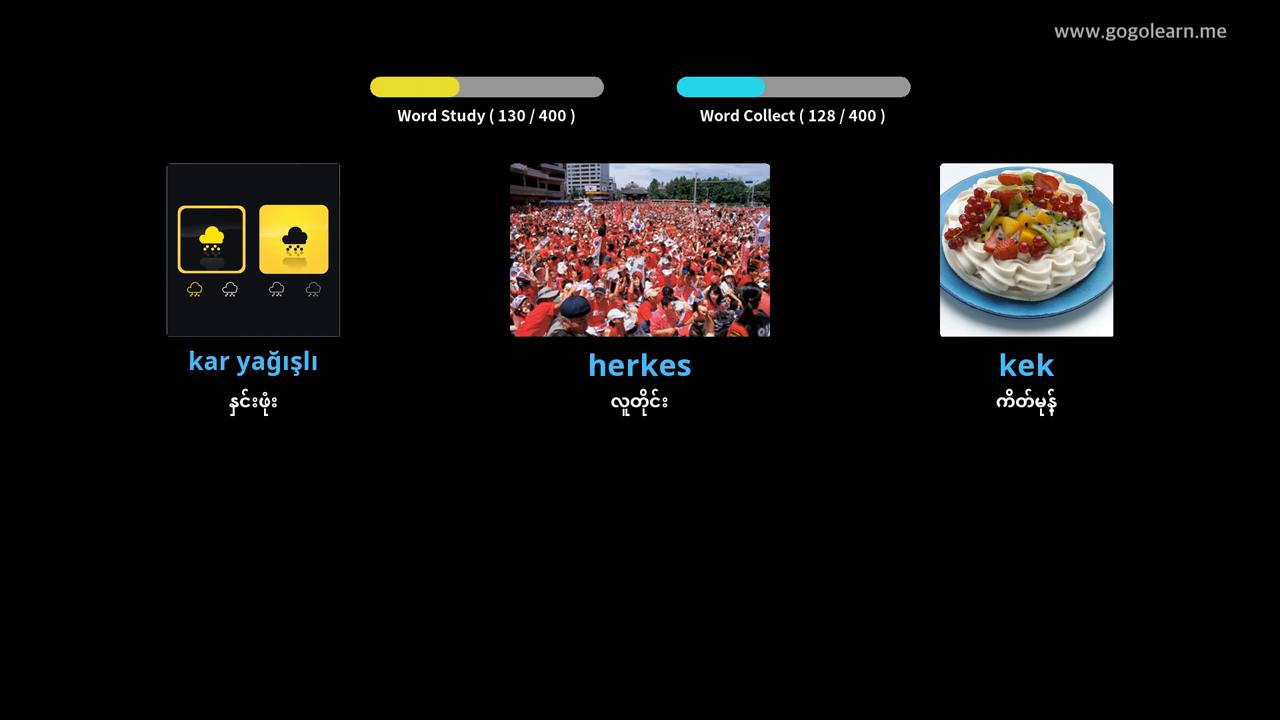 www.gogolearn.me
Word Study ( 130 / 400 )
Word Collect ( 128 / 400 )
kar yağışlı
herkes
kek
နှင်းဖုံး
လူတိုင်း
ကိတ်မုန့်